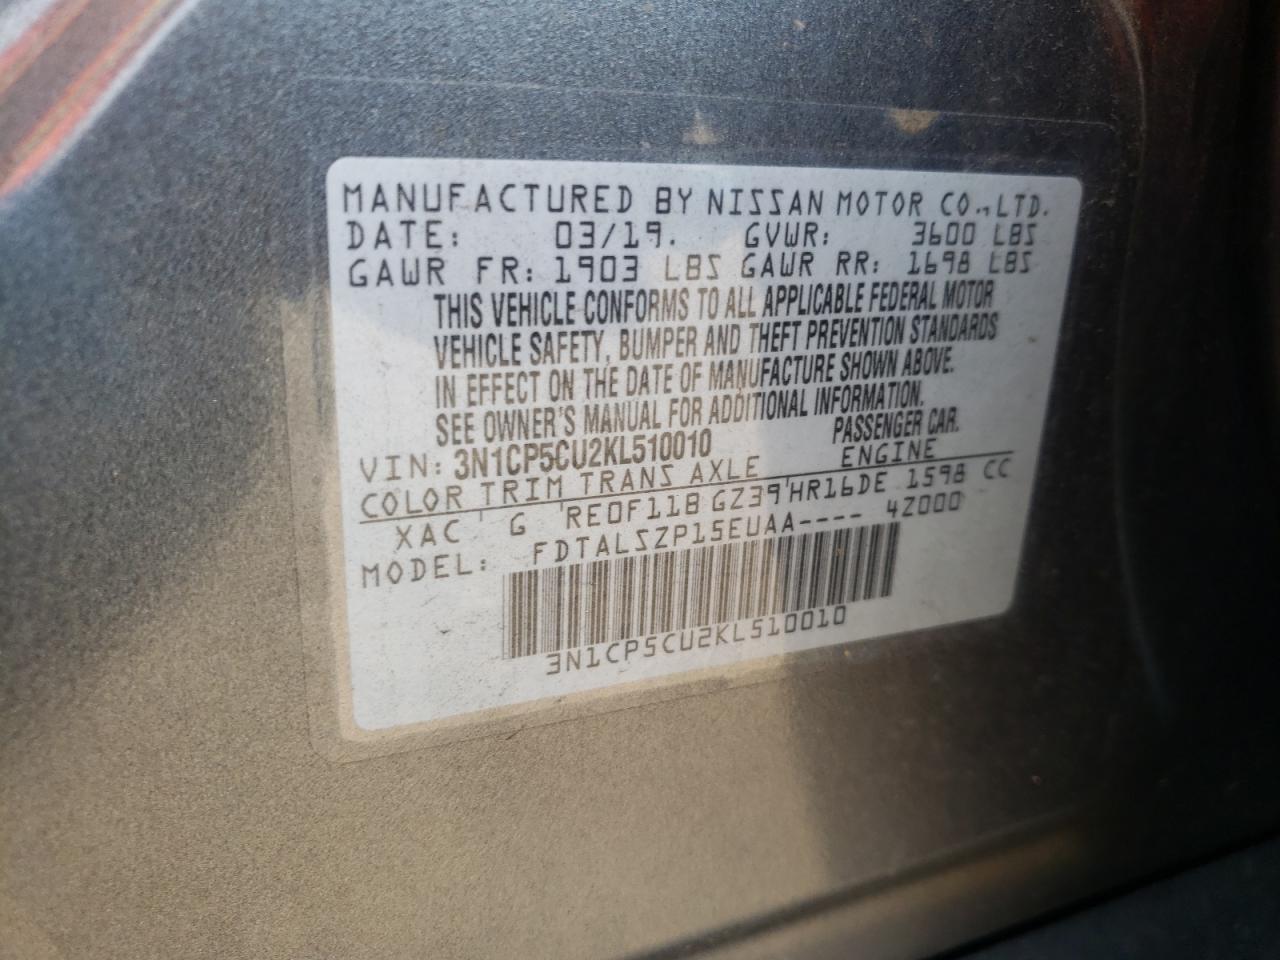 MANUFACTURED BY NISSAN MOTOR CO.,LTD.
DATE: 03/19. GVWR: 3600 LBS
GAWR FR: 1903 LBS GAWR RR: 1698 LBS
THIS VEHICLE CONFORMS TO ALL APPLICABLE FEDERAL MOTOR
VEHICLE SAFETY, BUMPER AND THEFT PREVENTION STANDARDS
IN EFFECT ON THE DATE OF MANUFACTURE SHOWN ABOVE.
SEE OWNER'S MANUAL FOR ADDITIONAL INFORMATION.
VIN: 3N1CP5CU2KL510010 PASSENGER CAR.
COLOR TRIM TRANS AXLE ENGINE
XAC G RE0F11B GZ39 HR16DE 1598 CC
MODEL: FDTALSZP15EUAA---- 42000
3N1CP5CU2KL510010